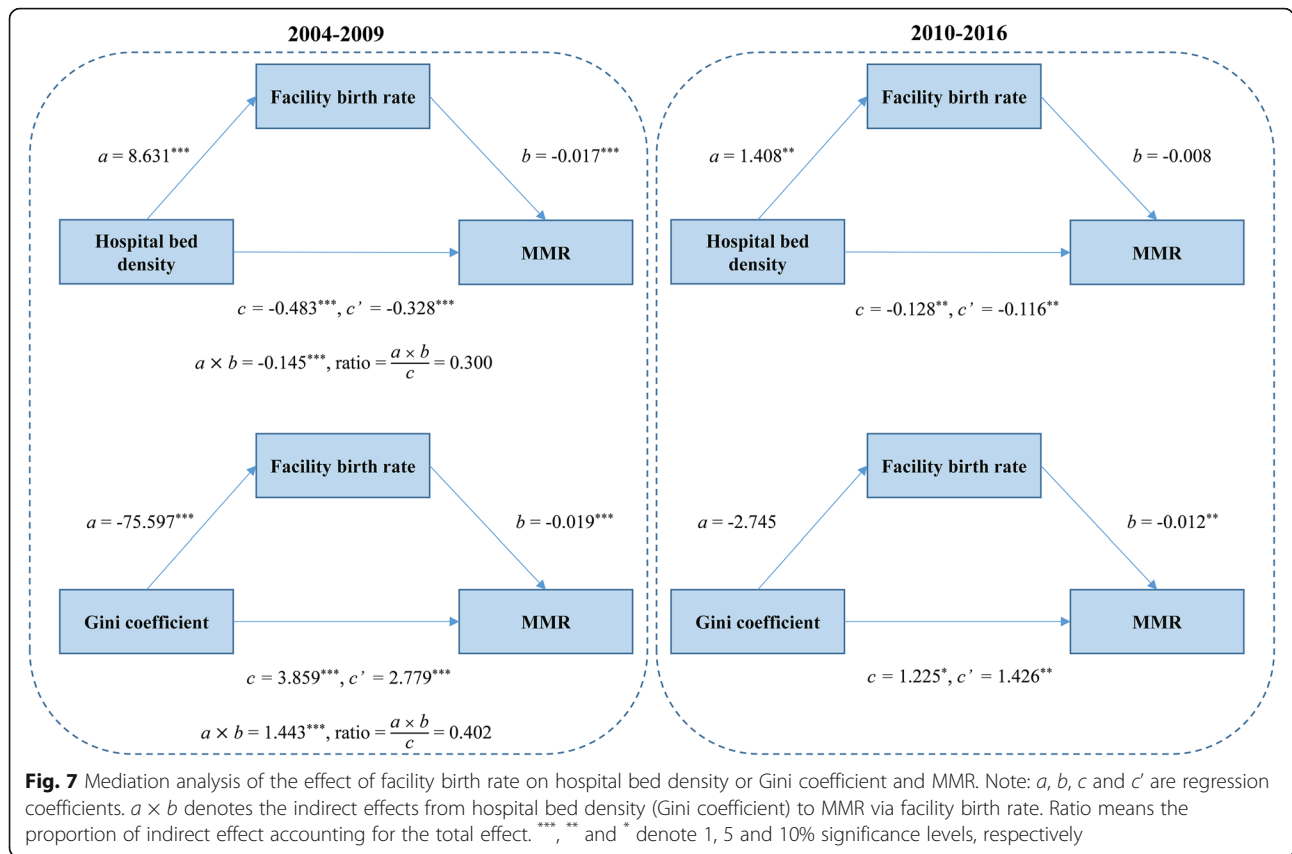 2004-2009
Facility birth rate
a = 8.631***
b = -0.017***
Hospital bed
density
MMR
c = -0.483***, c’ = -0.328***
a × b = -0.145***, ratio = a × b / c = 0.300
Facility birth rate
a = -75.597***
b = -0.019***
Gini coefficient
MMR
c = 3.859***, c’ = 2.779***
a × b = 1.443***, ratio = a × b / c = 0.402
2010-2016
Facility birth rate
a = 1.408**
b = -0.008
Hospital bed
density
MMR
c = -0.128**, c’ = -0.116**
Facility birth rate
a = -2.745
b = -0.012**
Gini coefficient
MMR
c = 1.225*, c’ = 1.426**
Fig. 7 Mediation analysis of the effect of facility birth rate on hospital bed density or Gini coefficient and MMR. Note: a, b, c and c′ are regression
coefficients. a × b denotes the indirect effects from hospital bed density (Gini coefficient) to MMR via facility birth rate. Ratio means the
proportion of indirect effect accounting for the total effect. ***, ** and * denote 1, 5 and 10% significance levels, respectively